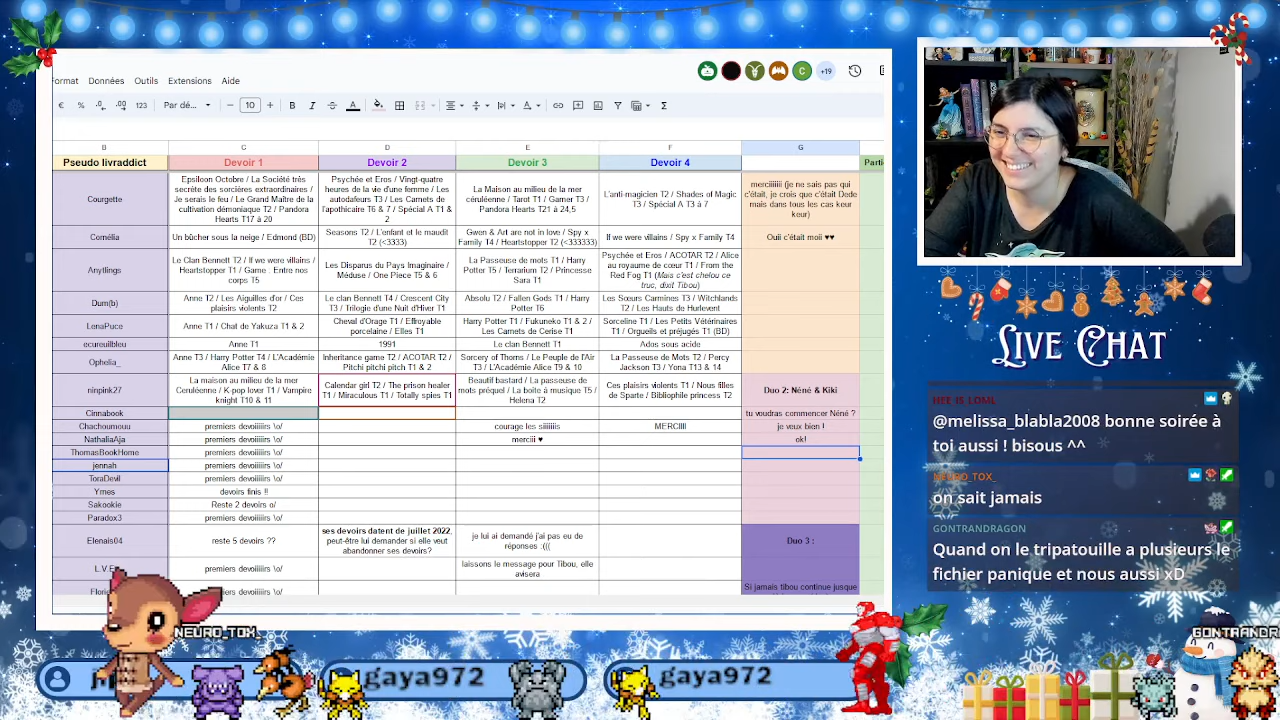 Format Données Outils Extensions Aide
+19
€ % .0 .00 123 Par dé... − 10 + B I A Σ
B C D E F G
Pseudo livraddict Devoir 1 Devoir 2 Devoir 3 Devoir 4 Parti
Courgette
Epsiloon Octobre / La Société très
secrète des sorcières extraordinaires /
Je serais le feu / Le Grand Maître de la
cultivation démoniaque T2 / Pandora
Hearts T17 à 20
Psychée et Eros / Vingt-quatre
heures de la vie d'une femme / Les
autodafeurs T3 / Les Carnets de
l'apothicaire T6 & 7 / Spécial A T1 &
2
La Maison au milieu de la mer
céruléenne / Tarot T1 / Gamer T3 /
Pandora Hearts T21 à 24,5
L'anti-magicien T2 / Shades of Magic
T3 / Spécial A T3 à 7
merciiiiiii (je ne sais pas qui
c'était, je crois que c'était Dede
mais dans tous les cas keur
keur)
Comélia
Un bûcher sous la neige / Edmond (BD)
Seasons T2 / L'enfant et le maudit
T2 (<3333)
Gwen & Art are not in love / Spy x
Family T4 / Heartstopper T2 (<333333)
If we were villains / Spy x Family T4
Ouii c'était moii ♥♥
Anytlings
Le Clan Bennett T2 / If we were villains /
Heartstopper T1 / Game : Entre nos
corps T5
Les Disparus du Pays Imaginaire /
Méduse / One Piece T5 & 6
La Passeuse de mots T1 / Harry
Potter T5 / Terrarium T2 / Princesse
Sara T1
Psychée et Eros / ACOTAR T2 / Alice
au royaume de cœur T1 / From the
Red Fog T1 (Mais c'est chelou ce
truc, dixit Tibou)
Dum(b)
Anne T2 / Les Aiguilles d'or / Ces
plaisirs violents T2
Le clan Bennett T4 / Crescent City
T3 / Trilogie d'une Nuit d'Hiver T1
Absolu T2 / Fallen Gods T1 / Harry
Potter T6
Les Sœurs Carmines T3 / Witchlands
T2 / Les Hauts de Hurlevent
LenaPuce
Anne T1 / Chat de Yakuza T1 & 2
Cheval d'Orage T1 / Effroyable
porcelaine / Elles T1
Harry Potter T1 / Fukuneko T1 & 2 /
Les Carnets de Cerise T1
Sorceline T1 / Les Petits Vétérinaires
T1 / Orgueils et préjugés T1 (BD)
ecureuilbleu Anne T1 1991 Le clan Bennett T1 Ados sous acide
Ophelia_
Anne T3 / Harry Potter T4 / L'Académie
Alice T7 & 8
Inheritance game T2 / ACOTAR T2 /
Pitchi pitchi pitch T1 & 2
Sorcery of Thorns / Le Peuple de l'Air
T3 / L'Académie Alice T9 & 10
La Passeuse de Mots T2 / Percy
Jackson T3 / Yona T13 & 14
ninpink27
La maison au milieu de la mer
Ceruléenne / K-pop lover T1 / Vampire
knight T10 & 11
Calendar girl T2 / The prison healer
T1 / Miraculous T1 / Totally spies T1
Beautif bastard / La passeuse de
mots préquel / La boite à musique T5 /
Helena T2
Ces plaisirs violents T1 / Nous filles
de Sparte / Bibliophile princess T2
Duo 2: Néné & Kiki
Cinnabook tu voudras commencer Néné ?
Chachoumouu premiers devoiiiiirs \o/ courage les siiiiiiis MERCIIII je veux bien !
NathaliaAja premiers devoiiiiirs \o/ merciii ♥ ok!
ThomasBookHome premiers devoiiiiirs \o/
jennah premiers devoiiiiirs \o/
ToraDevil premiers devoiiiiirs \o/
Ymes devoirs finis !!
Sakookie Reste 2 devoirs o/
Paradox3 premiers devoiiiiirs \o/
Elenais04 reste 5 devoirs ??
ses devoirs datent de juillet 2022,
peut-être lui demander si elle veut
abandonner ses devoirs?
je lui ai demandé j'ai pas eu de
réponses :(((
Duo 3 :
premiers devoiiiiirs \o/
laissons le message pour Tibou, elle
avisera
premiers devoiiiiirs \o/
Si jamais tibou continue jusque
LIVE CHAT
HEE IS LOML
@melissa_blabla2008 bonne soirée à
toi aussi ! bisous ^^
NEURO_TOX_
on sait jamais
GONTRANDRAGON
Quand on le tripatouille a plusieurs le
fichier panique et nous aussi xD
NEURO_TOX_
GONTRANDR
gaya972
gaya972